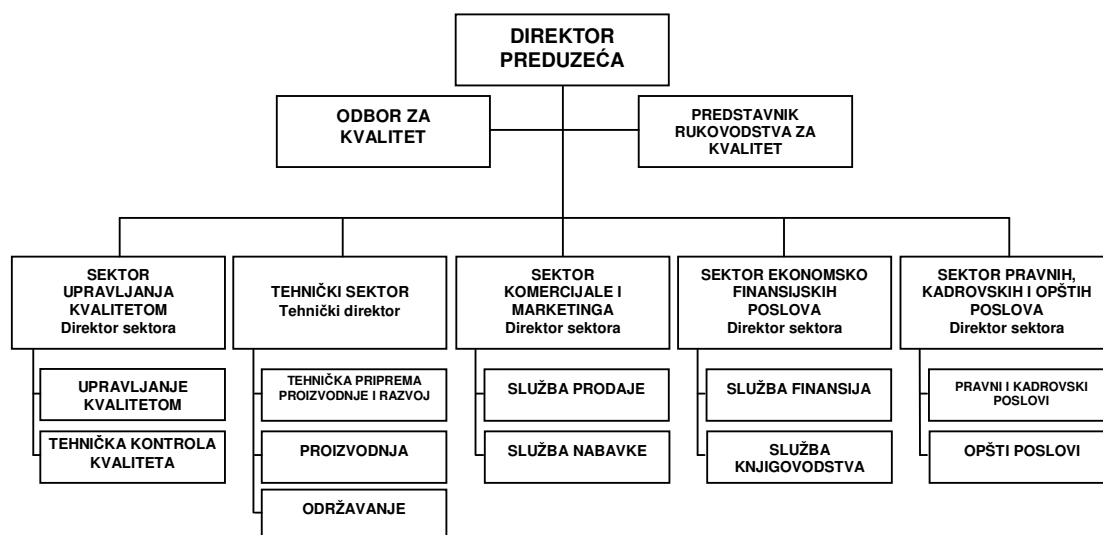 DIREKTOR
PREDUZEĆA
ODBOR ZA
KVALITET
PREDSTAVNIK
RUKOVODSTVA ZA
KVALITET
SEKTOR
UPRAVLJANJA
KVALITETOM
Direktor sektora
TEHNIČKI SEKTOR
Tehnički direktor
SEKTOR
KOMERCIJALE I
MARKETINGA
Direktor sektora
SEKTOR EKONOMSKO
FINANSIJSKIH
POSLOVA
Direktor sektora
SEKTOR PRAVNIH,
KADROVSKIH I OPŠTIH
POSLOVA
Direktor sektora
UPRAVLJANJE
KVALITETOM
TEHNIČKA PRIPREMA
PROIZVODNJE I RAZVOJ
SLUŽBA PRODAJE
SLUŽBA FINANSIJA
PRAVNI I KADROVSKI
POSLOVI
TEHNIČKA KONTROLA
KVALITETA
PROIZVODNJA
SLUŽBA NABAVKE
SLUŽBA
KNJIGOVODSTVA
OPŠTI POSLOVI
ODRŽAVANJE